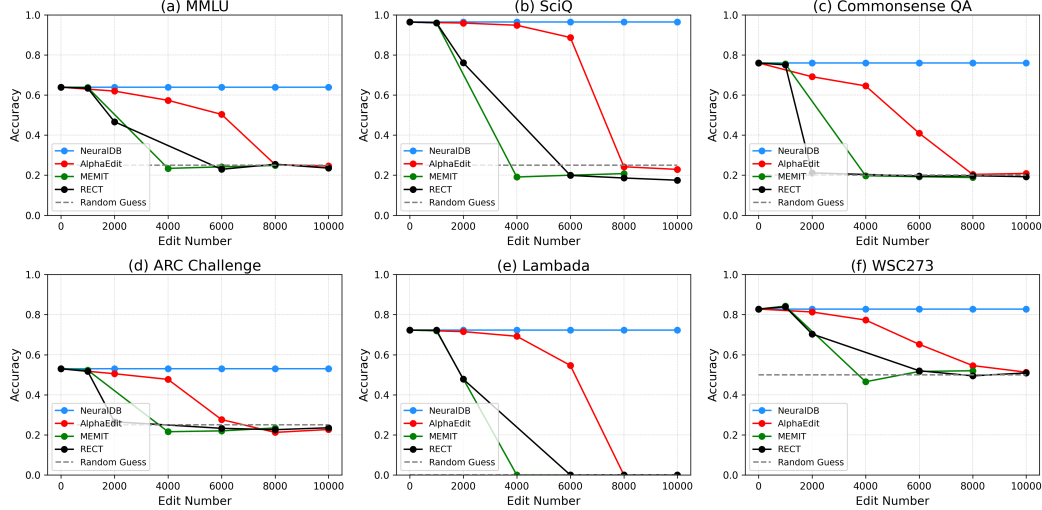 (a) MMLU
1.0
0.8
0.6
0.4
0.2
0.0
Accuracy
NeuralDB
AlphaEdit
MEMIT
RECT
Random Guess
0 2000 4000 6000 8000 10000
Edit Number
(b) SciQ
1.0
0.8
0.6
0.4
0.2
0.0
Accuracy
NeuralDB
AlphaEdit
MEMIT
RECT
Random Guess
0 2000 4000 6000 8000 10000
Edit Number
(c) Commonsense QA
1.0
0.8
0.6
0.4
0.2
0.0
Accuracy
NeuralDB
AlphaEdit
MEMIT
RECT
Random Guess
0 2000 4000 6000 8000 10000
Edit Number
(d) ARC Challenge
1.0
0.8
0.6
0.4
0.2
0.0
Accuracy
NeuralDB
AlphaEdit
MEMIT
RECT
Random Guess
0 2000 4000 6000 8000 10000
Edit Number
(e) Lambada
1.0
0.8
0.6
0.4
0.2
0.0
Accuracy
NeuralDB
AlphaEdit
MEMIT
RECT
Random Guess
0 2000 4000 6000 8000 10000
Edit Number
(f) WSC273
1.0
0.8
0.6
0.4
0.2
0.0
Accuracy
NeuralDB
AlphaEdit
MEMIT
RECT
Random Guess
0 2000 4000 6000 8000 10000
Edit Number